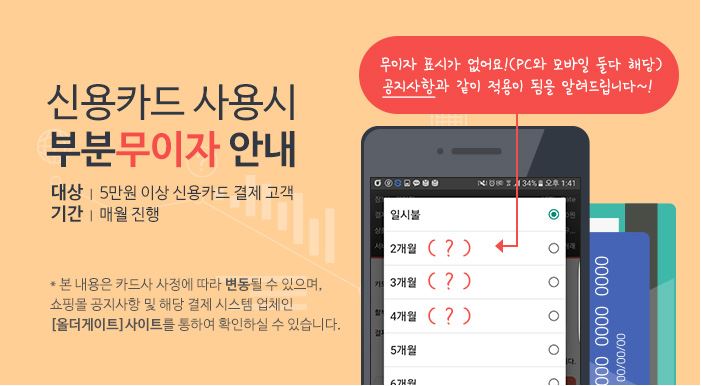 무이자 표시가 없어요!(PC와 모바일 둘다 해당)
공지사항과 같이 적용이 됨을 알려드립니다~!
신용카드 사용시
부분무이자 안내
대상 | 5만원 이상 신용카드 결제 고객
기간 | 매월 진행
* 본 내용은 카드사 사정에 따라 변동될 수 있으며,
쇼핑몰 공지사항 및 해당 결제 시스템 업체인
[올더게이트]사이트를 통하여 확인하실 수 있습니다.
34% 오후 1:41
일시불
2개월 ( ? )
3개월 ( ? )
4개월 ( ? )
5개월
6개월
0000 0000 0000
00/00/00